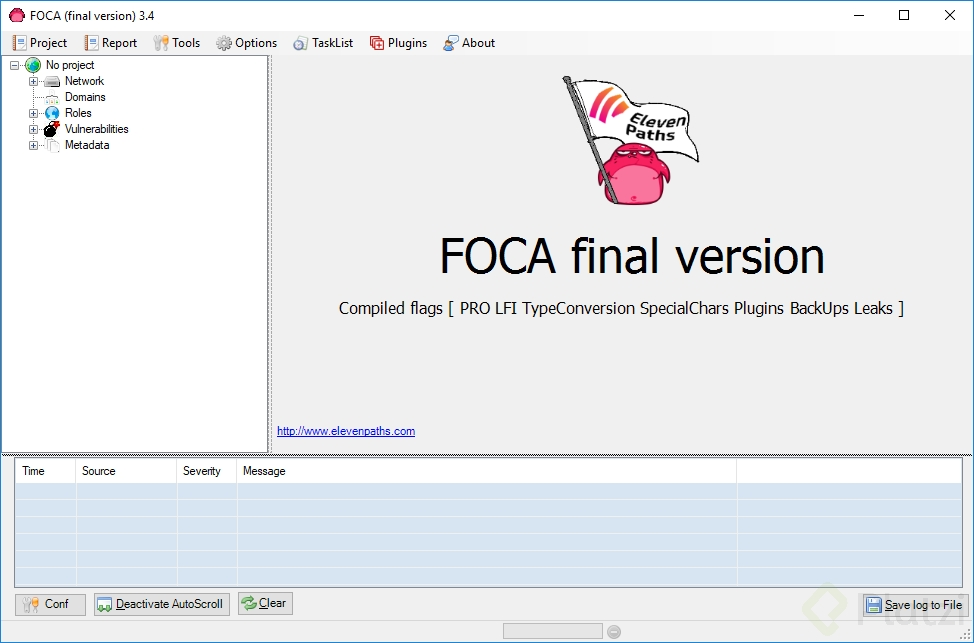 FOCA (final version) 3.4
Project Report Tools Options TaskList Plugins About
No project
Network
Domains
Roles
Vulnerabilities
Metadata
Eleven
Paths
FOCA final version
Compiled flags [ PRO LFI TypeConversion SpecialChars Plugins BackUps Leaks ]
http://www.elevenpaths.com
Time Source Severity Message
Conf Deactivate AutoScroll Clear Save log to File
Platzi